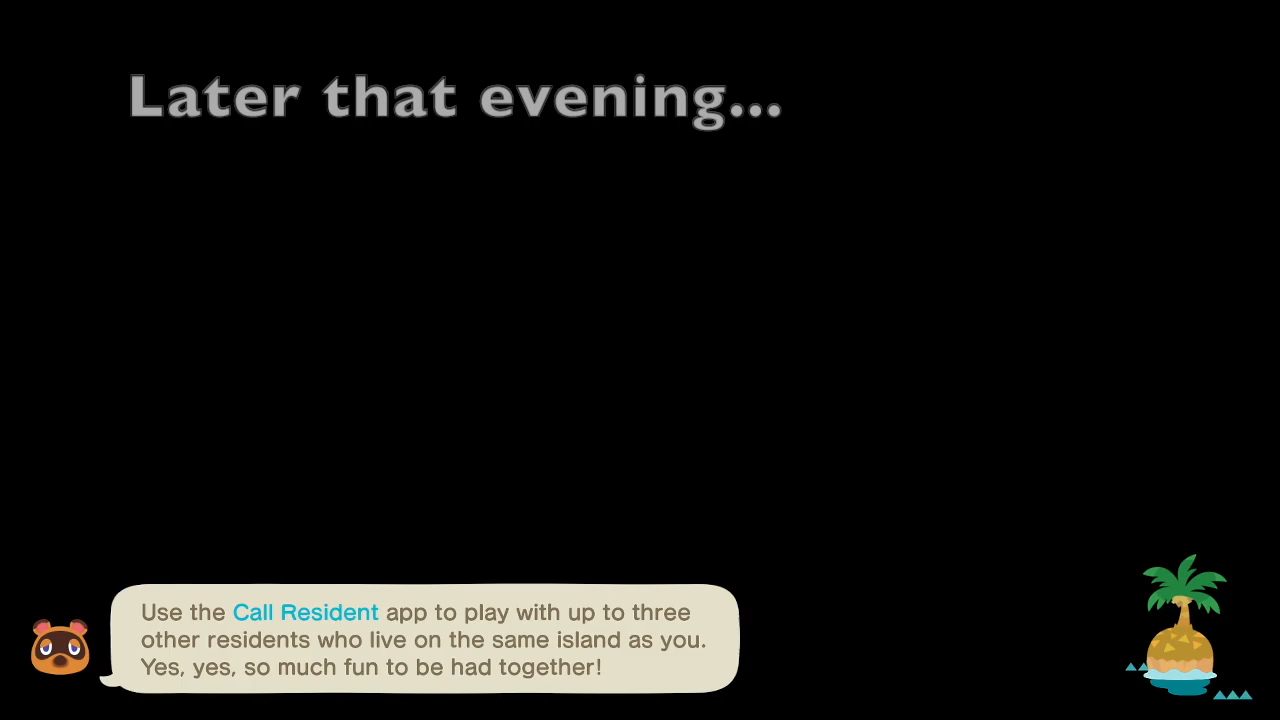 Later that evening...
Use the Call Resident app to play with up to three
other residents who live on the same island as you.
Yes, yes, so much fun to be had together!